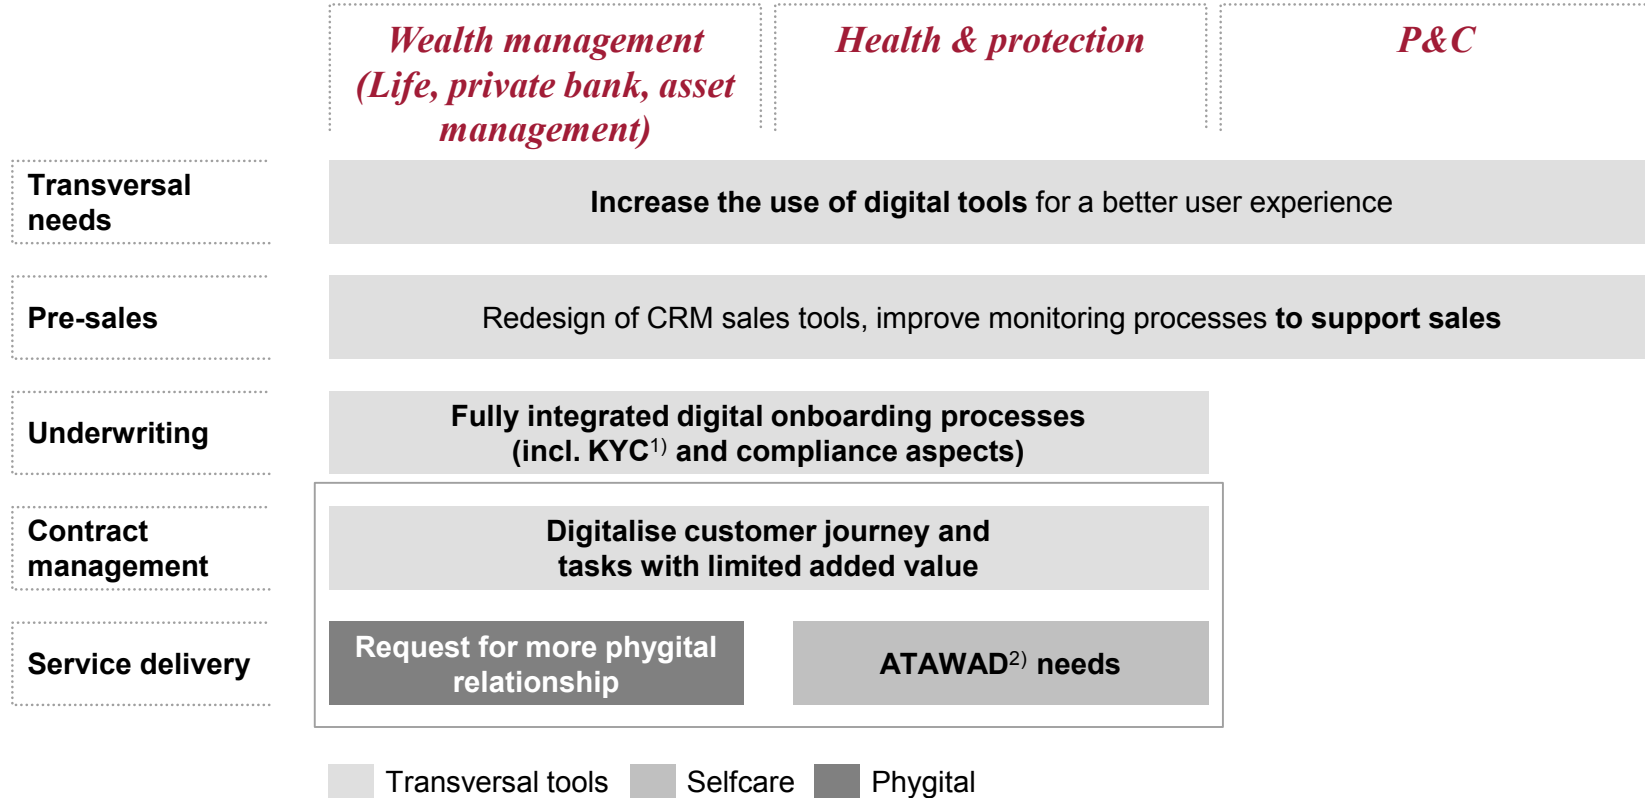 Wealth management
(Life, private bank, asset
management)
Health & protection
P&C
Transversal
needs
Increase the use of digital tools for a better user experience
Pre-sales
Redesign of CRM sales tools, improve monitoring processes to support sales
Underwriting
Fully integrated digital onboarding processes
(incl. KYC1) and compliance aspects)
Contract
management
Digitalise customer journey and
tasks with limited added value
Service delivery
Request for more phygital
relationship
ATAWAD2) needs
Transversal tools
Selfcare
Phygital